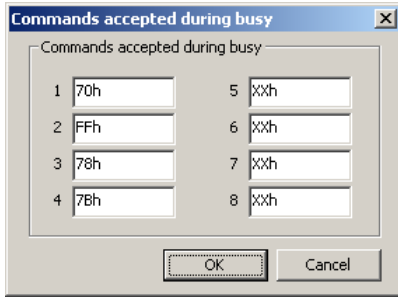 Commands accepted during busy
Commands accepted during busy
1 70h 5 XXh
2 FFh 6 XXh
3 78h 7 XXh
4 7Bh 8 XXh
OK Cancel